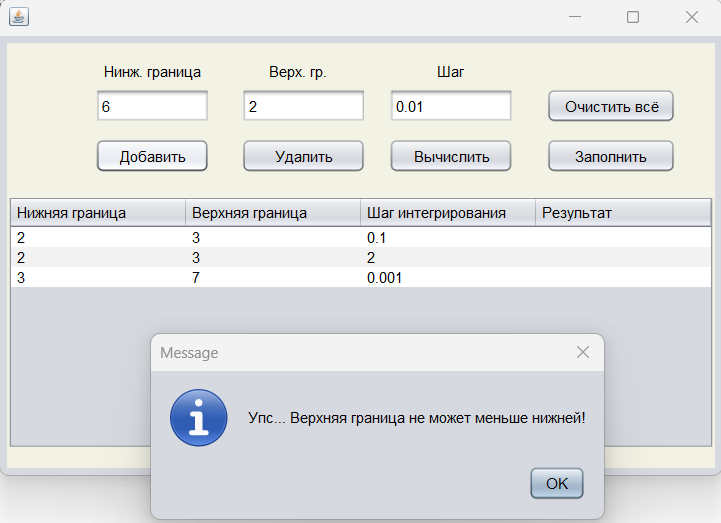 Нинж. граница Верх. гр. Шаг
6 2 0.01 Очистить всё
Добавить Удалить Вычислить Заполнить
Нижняя граница Верхняя граница Шаг интегрирования Результат
2 3 0.1
2 3 2
3 7 0.001
Message
Упс... Верхняя граница не может меньше нижней!
OK